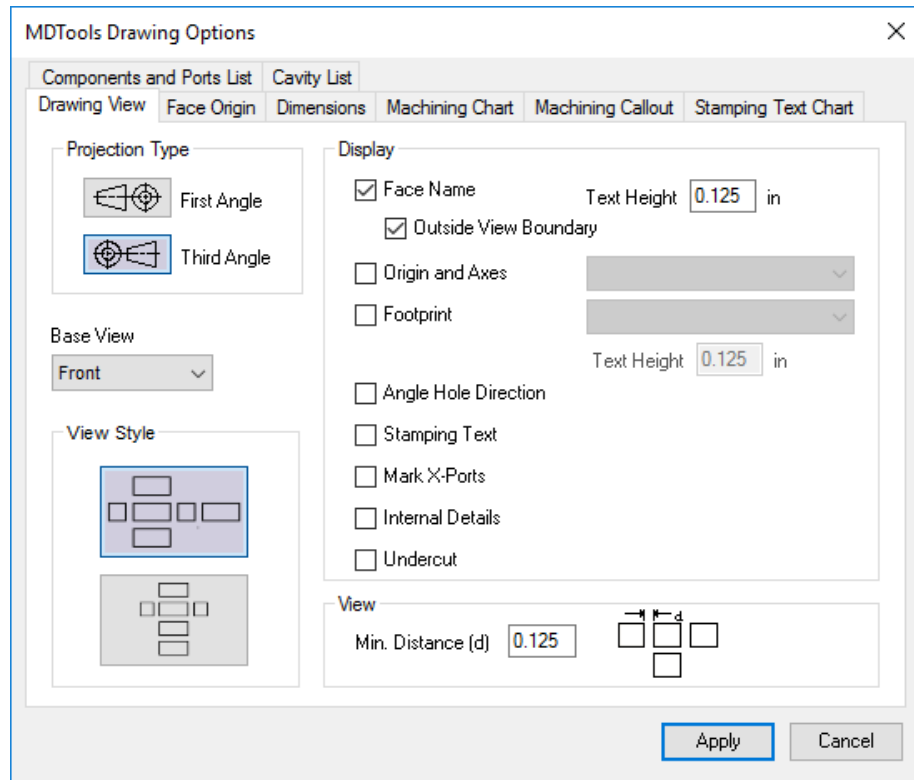 MDTools Drawing Options
Components and Ports List Cavity List
Drawing View Face Origin Dimensions Machining Chart Machining Callout Stamping Text Chart
Projection Type
First Angle
Third Angle
Base View
Front
View Style
Display
Face Name Text Height 0.125 in
Outside View Boundary
Origin and Axes
Footprint
Text Height 0.125 in
Angle Hole Direction
Stamping Text
Mark X-Ports
Internal Details
Undercut
View
Min. Distance (d) 0.125
d
Apply Cancel